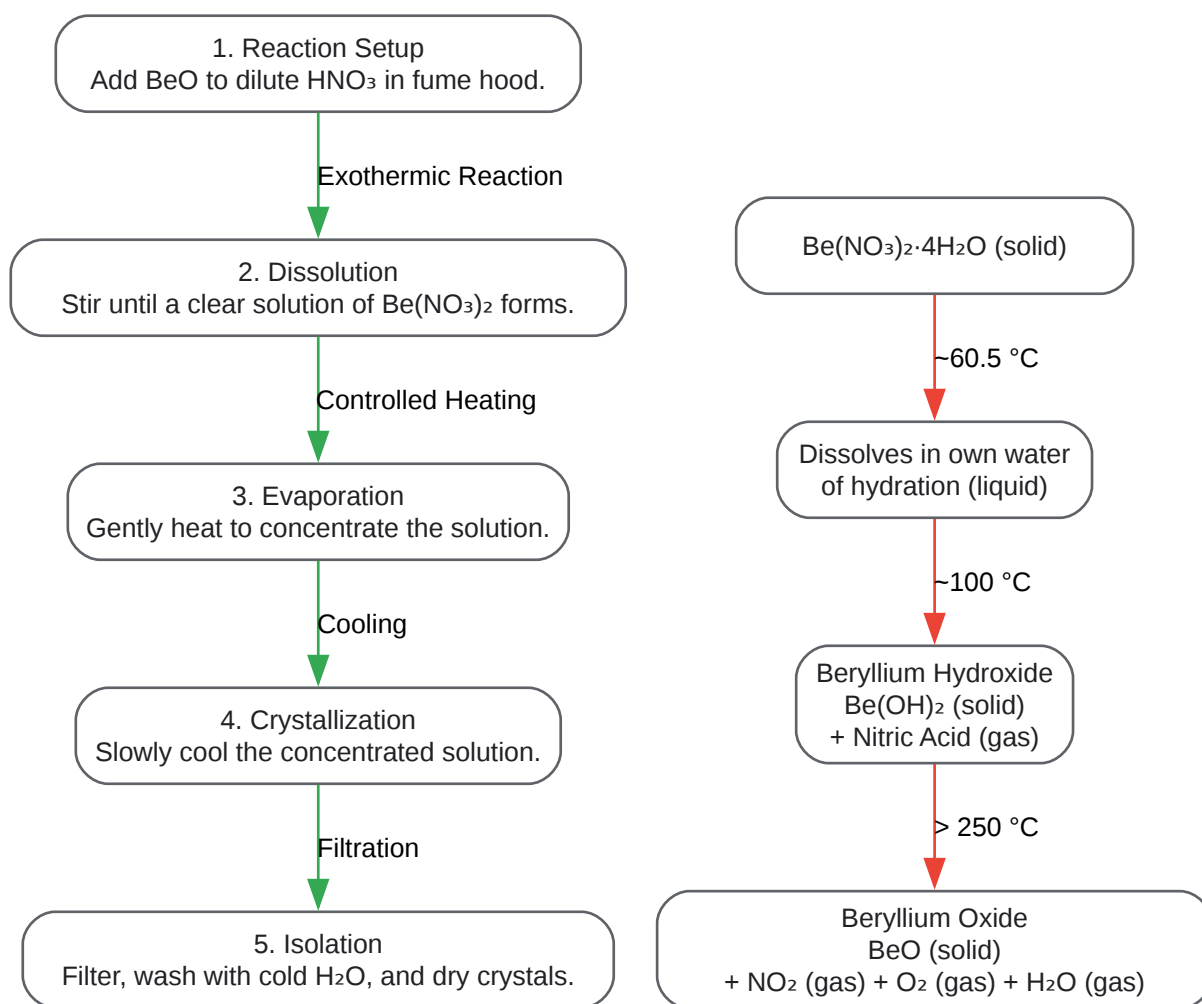 1. Reaction Setup
Add BeO to dilute HNO₃ in fume hood.
Exothermic Reaction
2. Dissolution
Stir until a clear solution of Be(NO₃)₂ forms.
Controlled Heating
3. Evaporation
Gently heat to concentrate the solution.
Cooling
4. Crystallization
Slowly cool the concentrated solution.
Filtration
5. Isolation
Filter, wash with cold H₂O, and dry crystals.
Be(NO₃)₂·4H₂O (solid)
~60.5 °C
Dissolves in own water
of hydration (liquid)
~100 °C
Beryllium Hydroxide
Be(OH)₂ (solid)
+ Nitric Acid (gas)
> 250 °C
Beryllium Oxide
BeO (solid)
+ NO₂ (gas) + O₂ (gas) + H₂O (gas)